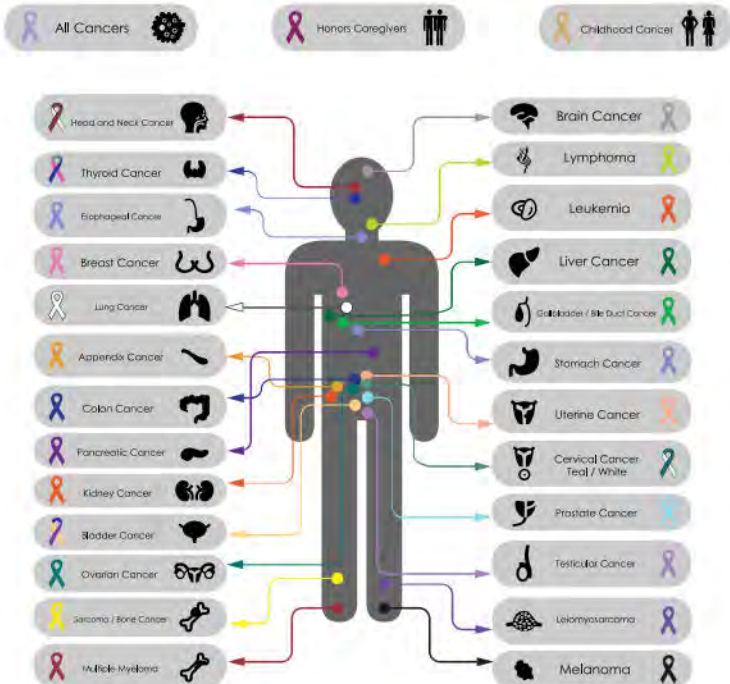 All Cancers
Honors Caregivers
Childhood Cancer
Head and Neck Cancer
Thyroid Cancer
Esophageal Cancer
Breast Cancer
Lung Cancer
Appendix Cancer
Colon Cancer
Pancreatic Cancer
Kidney Cancer
Bladder Cancer
Ovarian Cancer
Sarcoma / Bone Cancer
Multiple Myeloma
Brain Cancer
Lymphoma
Leukemia
Liver Cancer
Gallbladder / Bile Duct Cancer
Stomach Cancer
Uterine Cancer
Cervical Cancer
Teal / White
Prostate Cancer
Testicular Cancer
Leiomyosarcoma
Melanoma